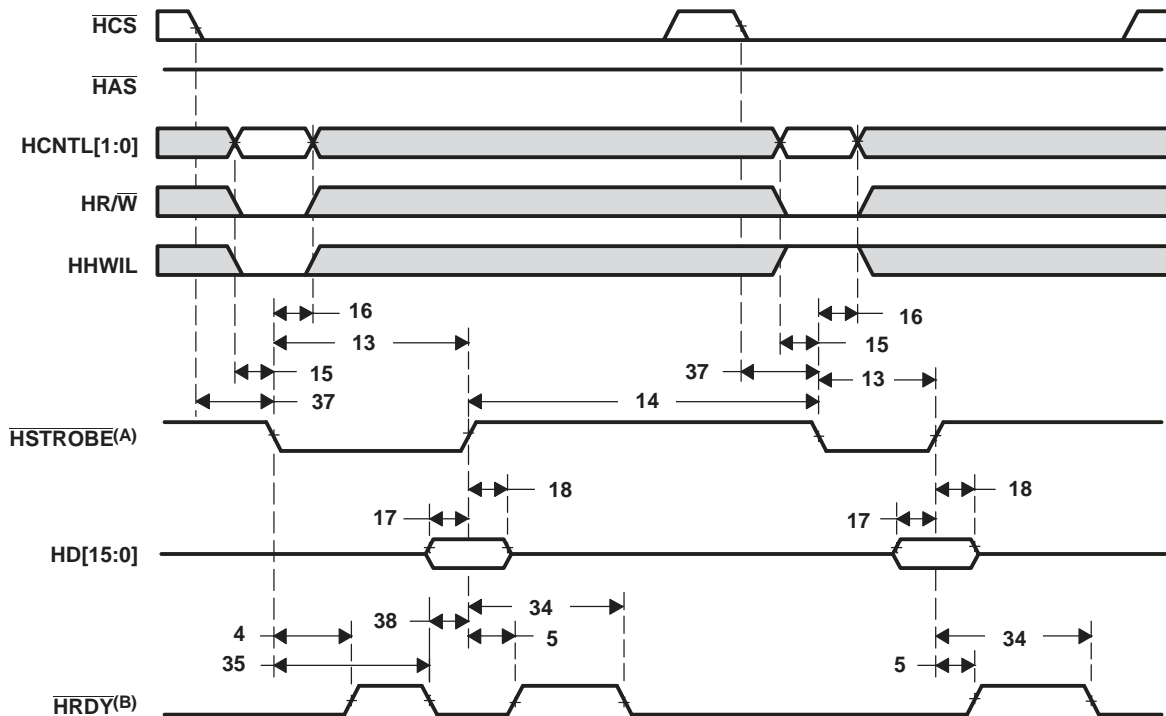 HCS
HAS
HCNTL[1:0]
HR/W
HHWIL
16
16
13
15
15
37
13
37
14
HSTROBE(A)
18
18
17
17
HD[15:0]
34
38
34
4
5
35
5
HRDY(B)